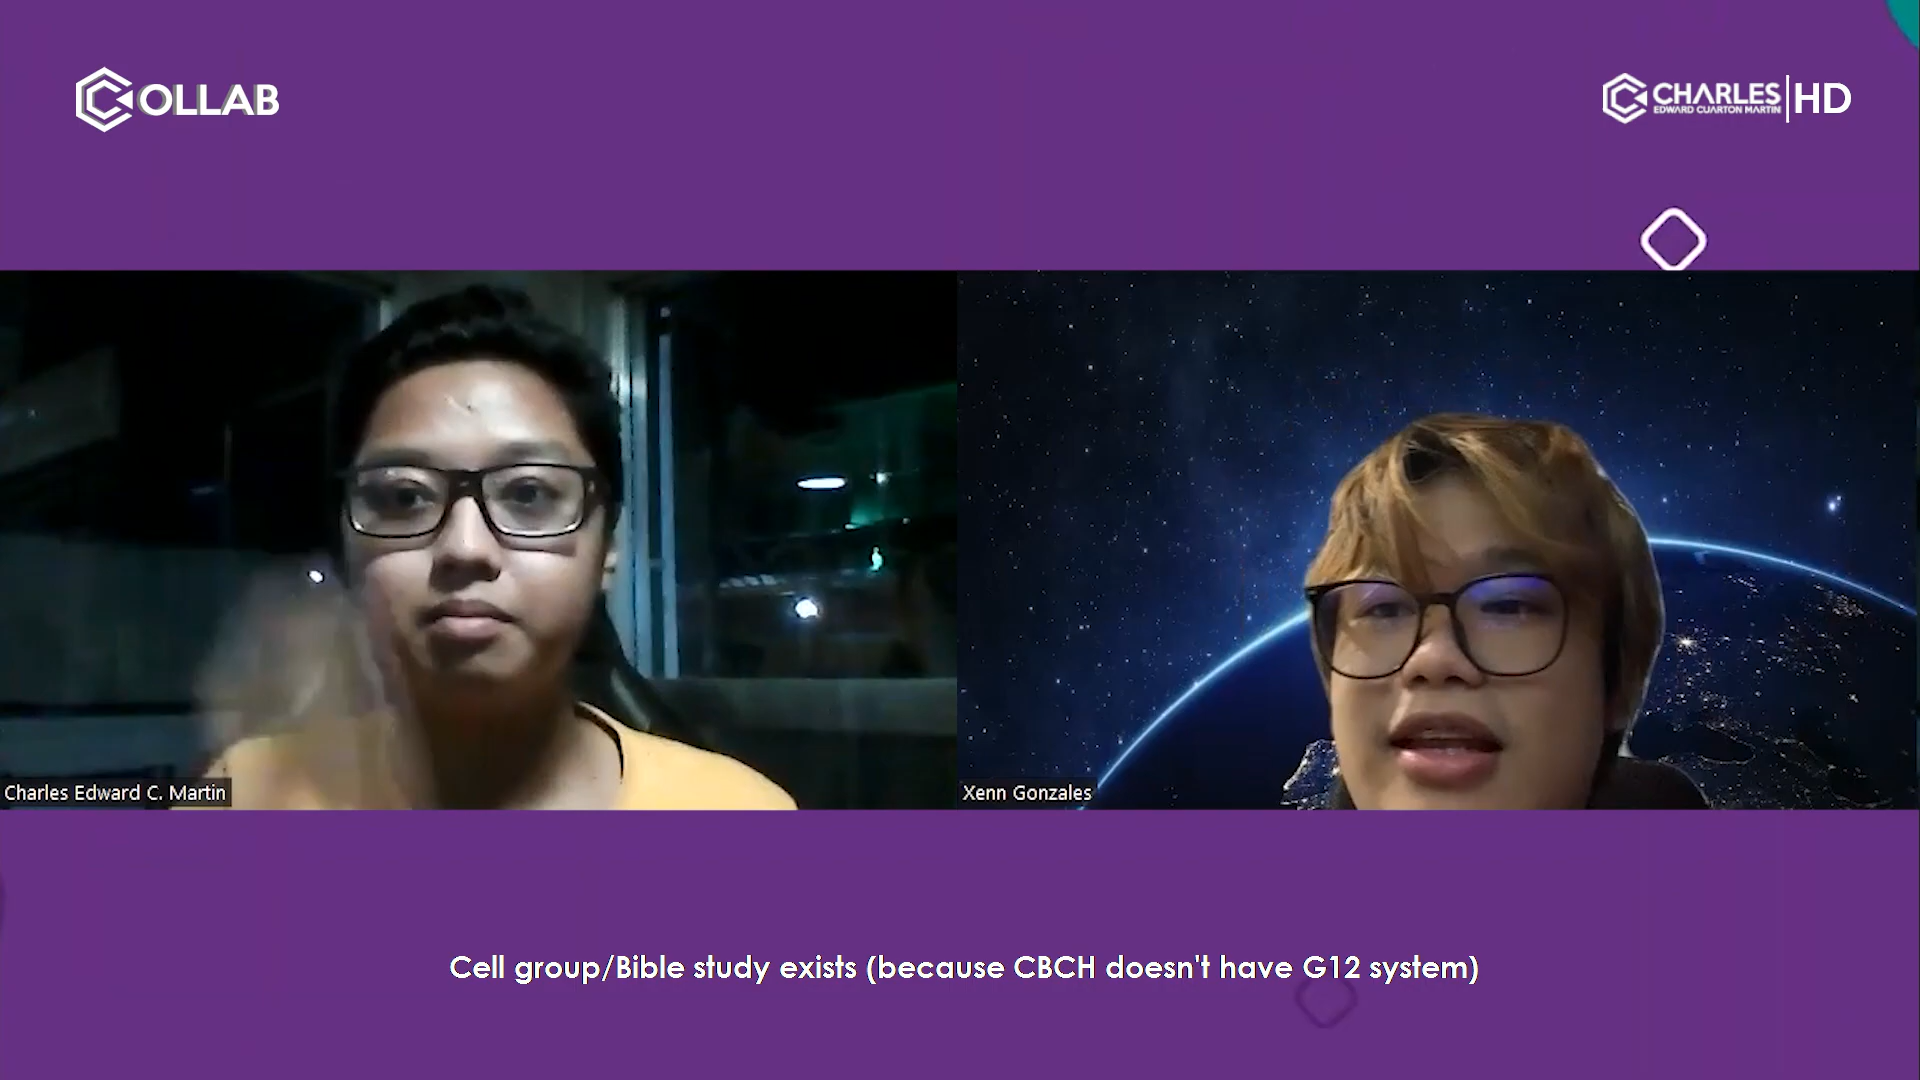 COLLAB
CHARLES
EDWARD CUARTON MARTIN
HD
Charles Edward C. Martin
Xenn Gonzales
Cell group/Bible study exists (because CBCH doesn't have G12 system)